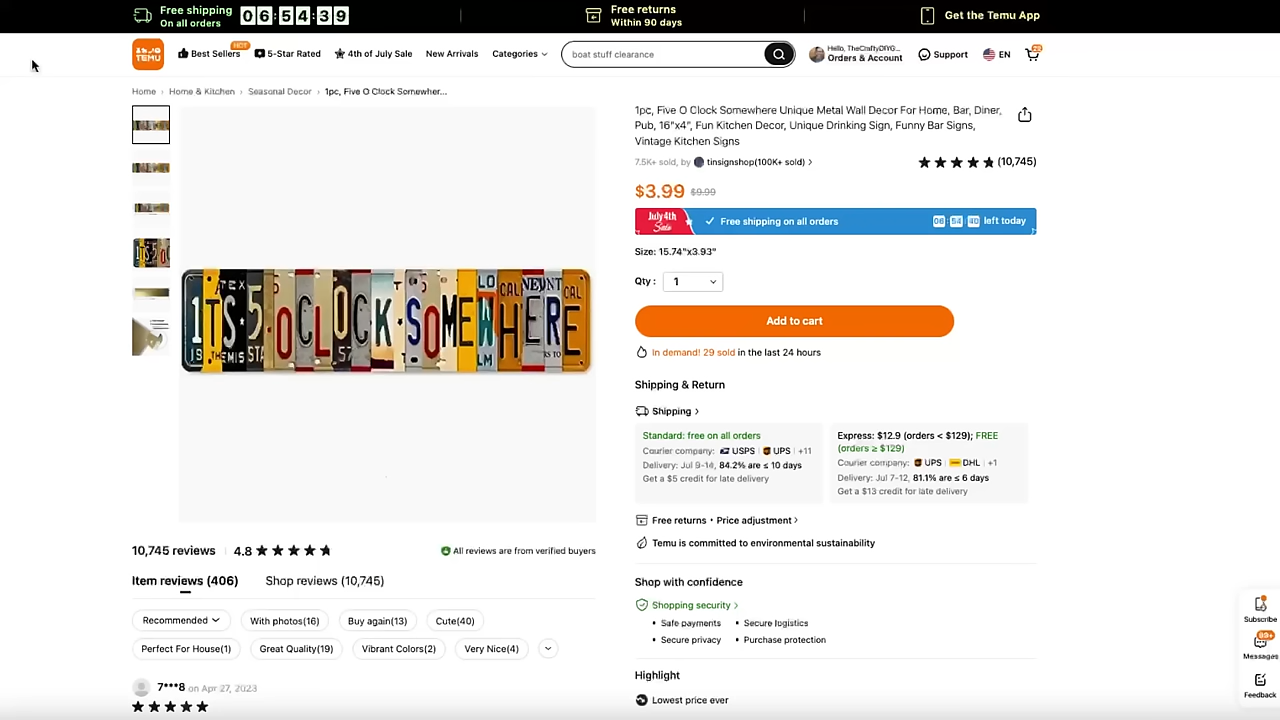 Free shipping
On all orders
06:54:39
Free returns
Within 90 days
Get the Temu App
TEMU
Best Sellers
HOT
5-Star Rated
4th of July Sale
New Arrivals
Categories
boat stuff clearance
Hello, TheCraftyDIYG...
Orders & Account
Support
EN
Home › Home & Kitchen › Seasonal Decor › 1pc, Five O Clock Somewher...
1pc, Five O Clock Somewhere Unique Metal Wall Decor For Home, Bar, Diner,
Pub, 16"x4", Fun Kitchen Decor, Unique Drinking Sign, Funny Bar Signs,
Vintage Kitchen Signs
7.5K+ sold, by tinsignshop(100K+ sold) ›
(10,745)
$3.99 $9.99
July 4th
Sale
Free shipping on all orders
06:54:40 left today
Size: 15.74"x3.93"
Qty : 1
Add to cart
In demand! 29 sold in the last 24 hours
1TS·5·OCLOCK·SOMEWHERE
Shipping & Return
Shipping ›
Standard: free on all orders
Courier company: USPS | UPS | +11
Delivery: Jul 9-14, 84.2% are ≤ 10 days
Get a $5 credit for late delivery
Express: $12.9 (orders < $129); FREE
(orders ≥ $129)
Courier company: UPS | DHL | +1
Delivery: Jul 7-12, 81.1% are ≤ 6 days
Get a $13 credit for late delivery
Free returns • Price adjustment ›
Temu is committed to environmental sustainability
10,745 reviews
4.8
All reviews are from verified buyers
Item reviews (406)
Shop reviews (10,745)
Recommended
With photos(16)
Buy again(13)
Cute(40)
Perfect For House(1)
Great Quality(19)
Vibrant Colors(2)
Very Nice(4)
7***8 on Apr 27, 2023
Shop with confidence
Shopping security ›
• Safe payments
• Secure logistics
• Secure privacy
• Purchase protection
Highlight
Lowest price ever
Subscribe
99+
Messages
Feedback